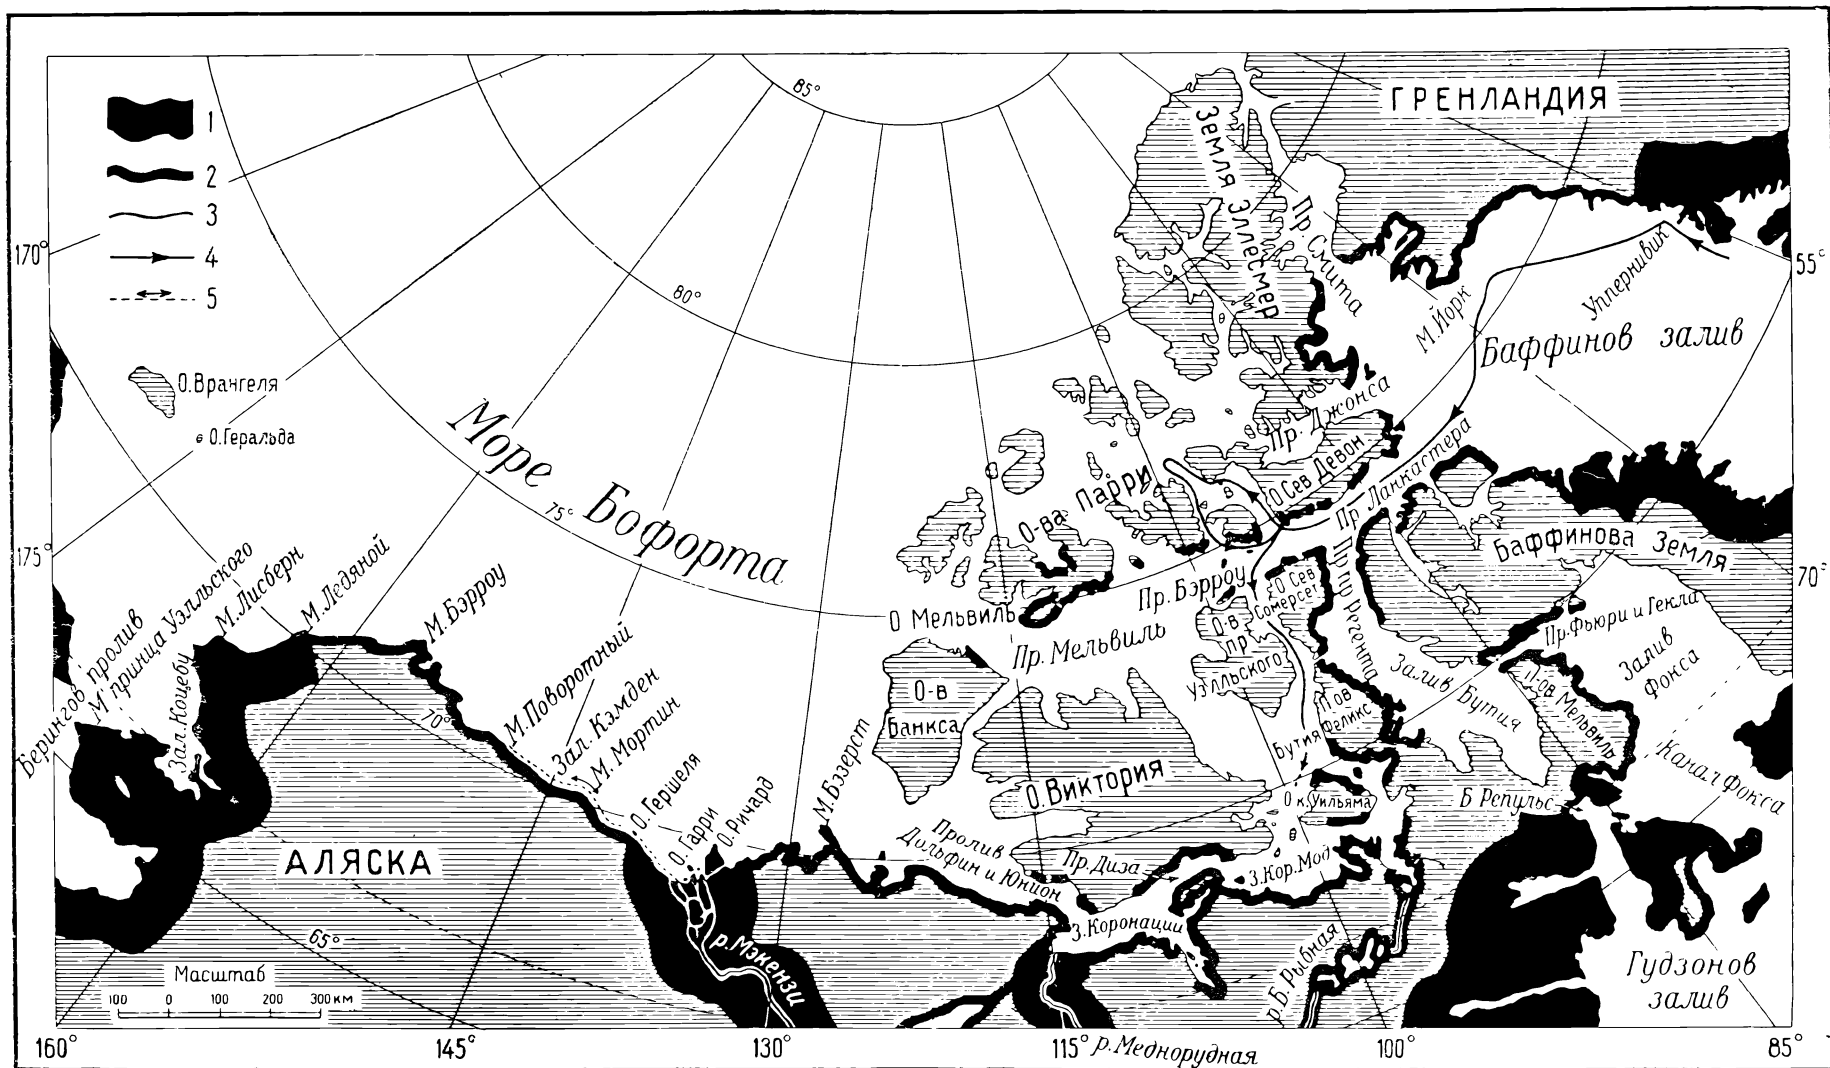 85°
ГРЕНЛАНДИЯ
1
2
3
4
5
170°
80°
Земля Эллесмер
Пр. Смита
55°
Упернивик
М. Йорк
Баффинов залив
О.Врангеля
О.Геральда
Море Бофорта
75°
Пр. Джонса
О Сев Девон
Пр Ланкастера
О-ва Парри
Баффинова Земля
175°
70°
Берингов пролив
М. принца Уэлльского
М. Лисберн
М. Ледяной
М. Бэрроу
Зал. Коцебу
О Мельвиль
Пр. Бэрроу
Пр. Мельвиль
О Сев
Сомерсет
О-в
пр
Уэлльского
Пр. пр Регента
Пр. Фьюри и Гекла
Залив
Фокса
Залив Бутия
П-ов Мельвиль
П-ов
Феликс
Бутия
Канал Фокса
70°
М. Поворотный
Зал. Кэмден
М. Мортин
О. Гершеля
О. Гарри
О. Ричард
М. Бэзерст
О-в
Банкса
О. Виктория
О к. Уильяма
Б Репульс
АЛЯСКА
Пролив
Дольфин и Юнион
Пр. Диза
З. Кор. Мод
З. Коронации
65°
р. Мэкензи
р. Б. Рыбная
Гудзонов
залив
Масштаб
100 0 100 200 300 км
160°
145°
130°
115°
р. Меднорудная
100°
85°